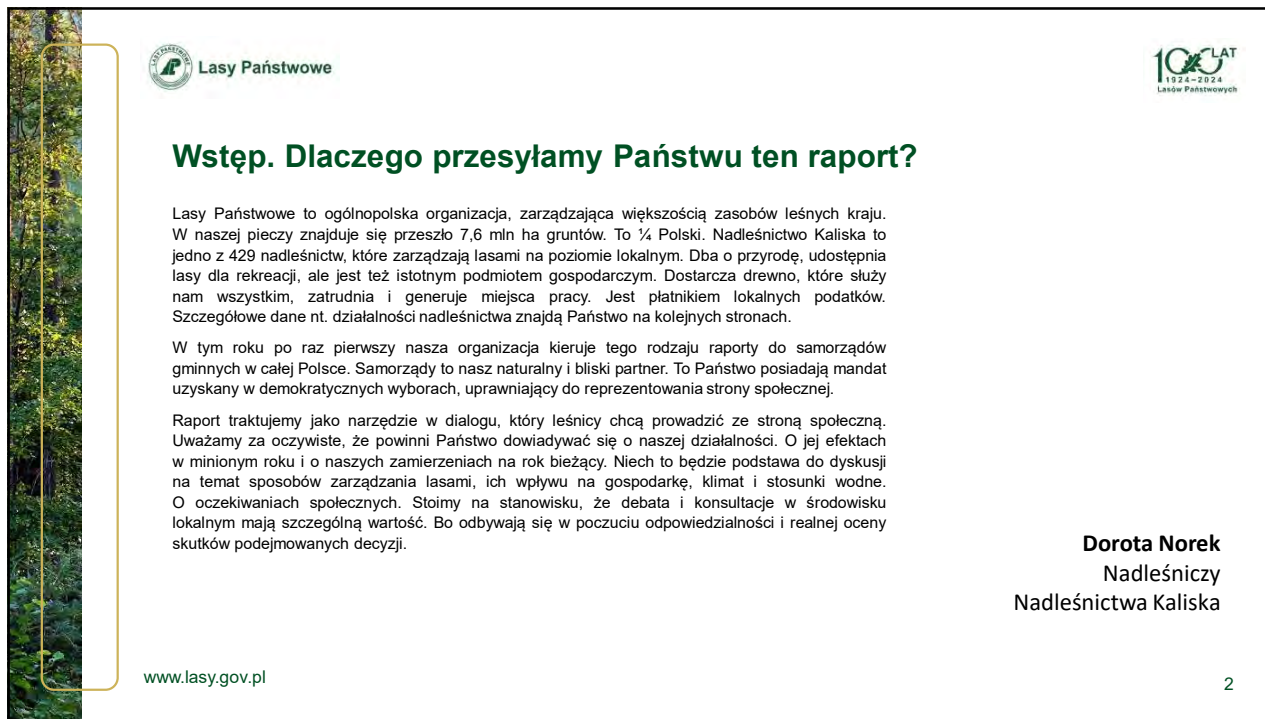 LASY PAŃSTWOWE
Lasy Państwowe
100 LAT
1924-2024
Lasów Państwowych
Wstęp. Dlaczego przesyłamy Państwu ten raport?
Lasy Państwowe to ogólnopolska organizacja, zarządzająca większością zasobów leśnych kraju.
W naszej pieczy znajduje się przeszło 7,6 mln ha gruntów. To ¼ Polski. Nadleśnictwo Kaliska to
jedno z 429 nadleśnictw, które zarządzają lasami na poziomie lokalnym. Dba o przyrodę, udostępnia
lasy dla rekreacji, ale jest też istotnym podmiotem gospodarczym. Dostarcza drewno, które służy
nam wszystkim, zatrudnia i generuje miejsca pracy. Jest płatnikiem lokalnych podatków.
Szczegółowe dane nt. działalności nadleśnictwa znajdą Państwo na kolejnych stronach.
W tym roku po raz pierwszy nasza organizacja kieruje tego rodzaju raporty do samorządów
gminnych w całej Polsce. Samorządy to nasz naturalny i bliski partner. To Państwo posiadają mandat
uzyskany w demokratycznych wyborach, uprawniający do reprezentowania strony społecznej.
Raport traktujemy jako narzędzie w dialogu, który leśnicy chcą prowadzić ze stroną społeczną.
Uważamy za oczywiste, że powinni Państwo dowiadywać się o naszej działalności. O jej efektach
w minionym roku i o naszych zamierzeniach na rok bieżący. Niech to będzie podstawa do dyskusji
na temat sposobów zarządzania lasami, ich wpływu na gospodarkę, klimat i stosunki wodne.
O oczekiwaniach społecznych. Stoimy na stanowisku, że debata i konsultacje w środowisku
lokalnym mają szczególną wartość. Bo odbywają się w poczuciu odpowiedzialności i realnej oceny
skutków podejmowanych decyzji.
Dorota Norek
Nadleśniczy
Nadleśnictwa Kaliska
www.lasy.gov.pl
2